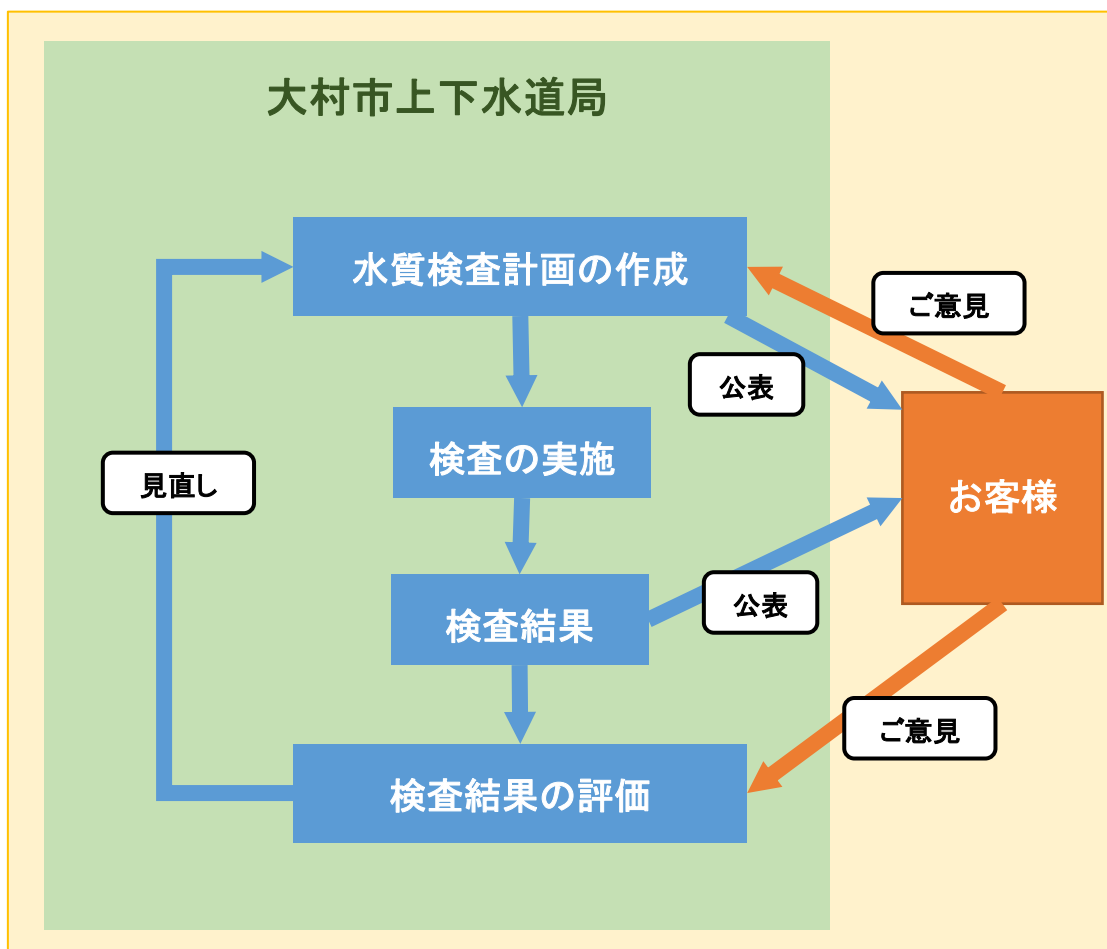 大村市上下水道局
水質検査計画の作成
ご意見
公表
検査の実施
見直し
お客様
検査結果
公表
ご意見
検査結果の評価